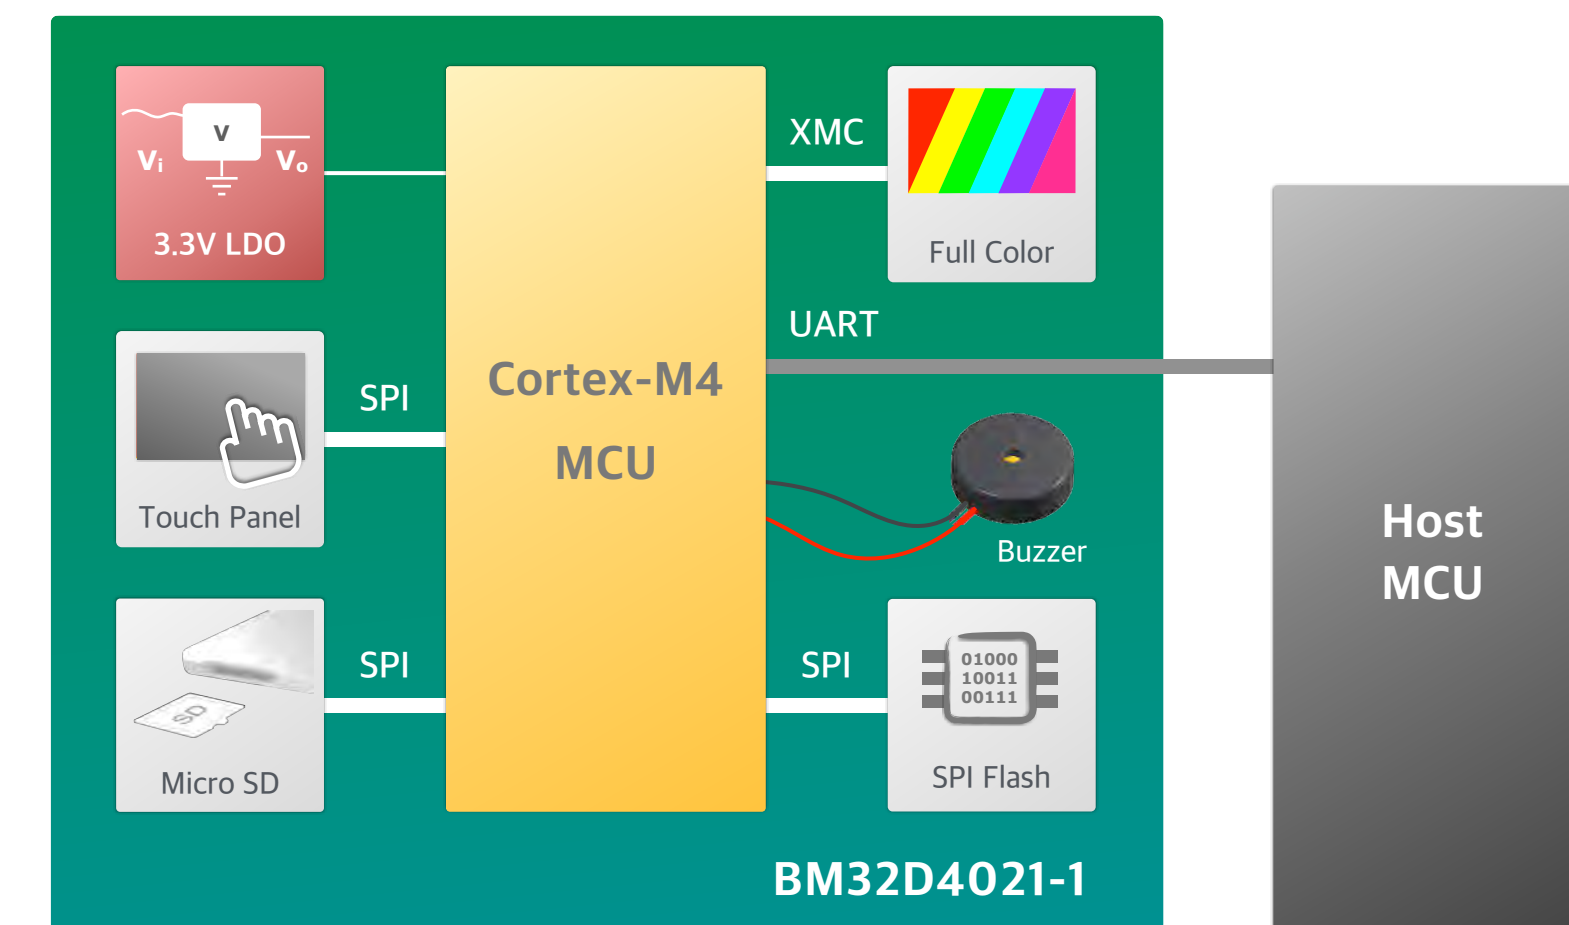 V
Vi
Vo
3.3V LDO
XMC
Full Color
UART
SPI
Touch Panel
Cortex-M4
MCU
Buzzer
Host
MCU
SPI
SD
Micro SD
SPI
01000
10011
00111
SPI Flash
BM32D4021-1